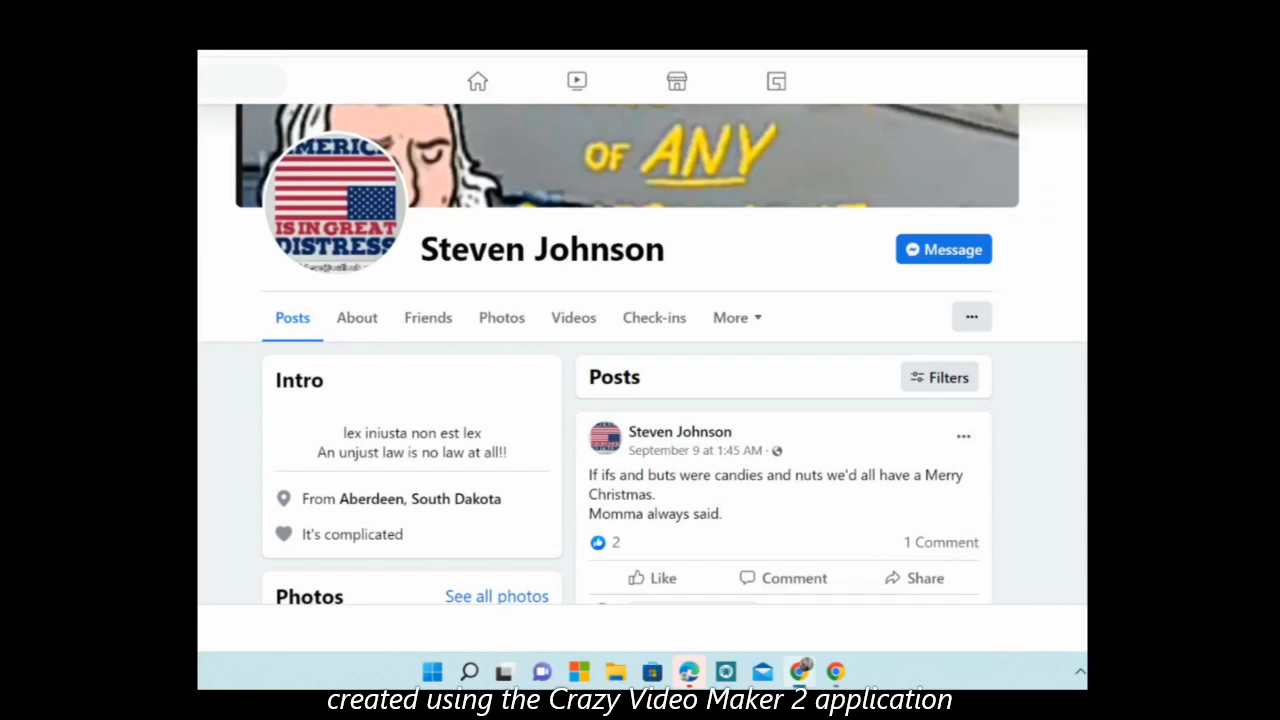 OF ANY
AMERICA
IS IN GREAT
DISTRESS
Steven Johnson
Message
Posts About Friends Photos Videos Check-ins More
Intro
lex iniusta non est lex
An unjust law is no law at all!!
From Aberdeen, South Dakota
It's complicated
Photos See all photos
Posts Filters
Steven Johnson
September 9 at 1:45 AM ·
If ifs and buts were candies and nuts we'd all have a Merry
Christmas.
Momma always said.
2 1 Comment
Like Comment Share
created using the Crazy Video Maker 2 application